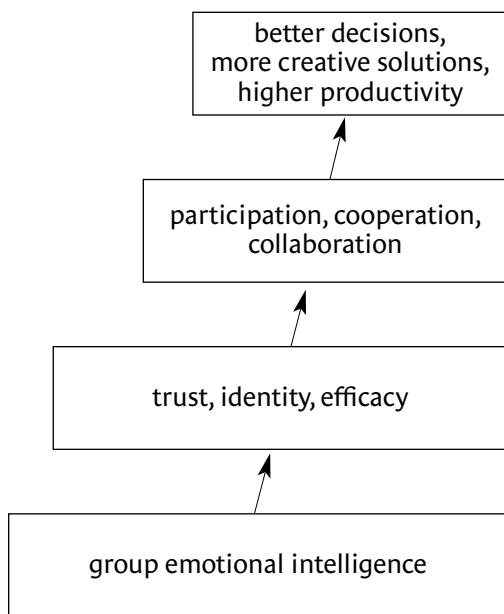 better decisions,
more creative solutions,
higher productivity
participation, cooperation,
collaboration
trust, identity, efficacy
group emotional intelligence